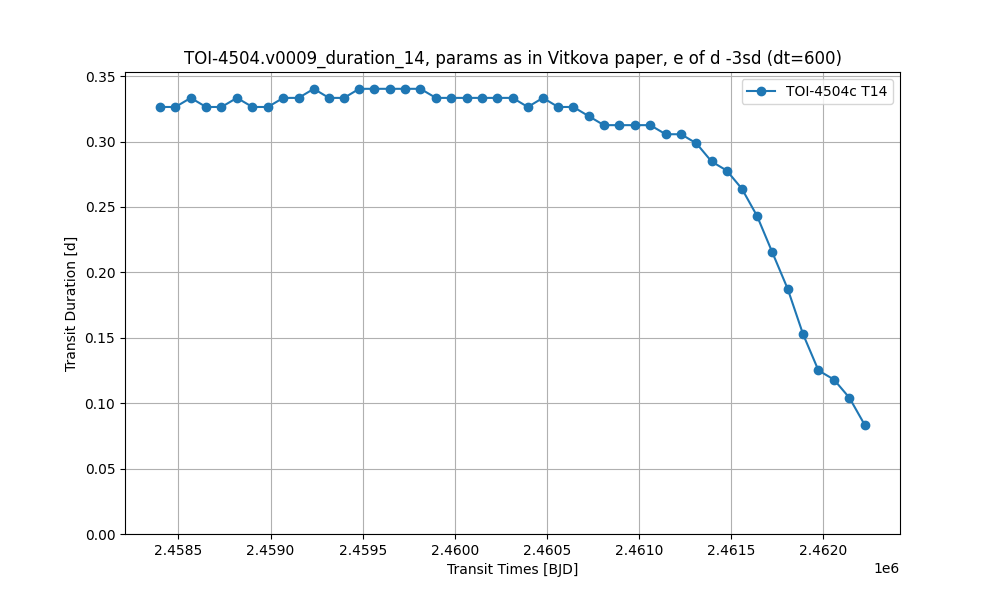 TOI-4504.v0009_duration_14, params as in Vitkova paper, e of d -3sd (dt=600)
TOI-4504c T14
Transit Duration [d]
0.35
0.30
0.25
0.20
0.15
0.10
0.05
0.00
2.4585 2.4590 2.4595 2.4600 2.4605 2.4610 2.4615 2.4620
1e6
Transit Times [BJD]